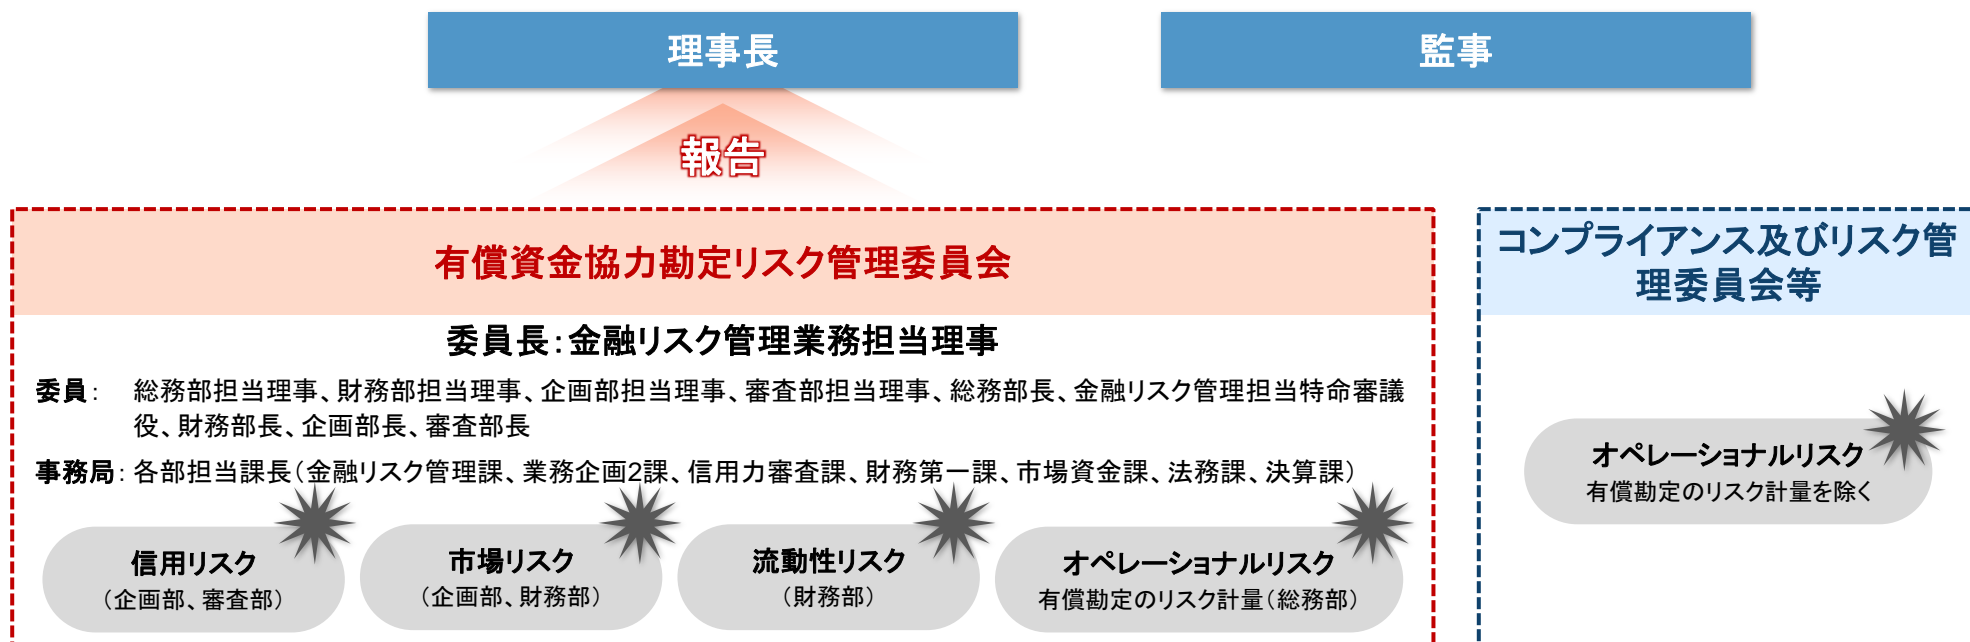 理事長
監事
報告
有償資金協力勘定リスク管理委員会
委員長：金融リスク管理業務担当理事
委員： 総務部担当理事、財務部担当理事、企画部担当理事、審査部担当理事、総務部長、金融リスク管理担当特命審議
役、財務部長、企画部長、審査部長
事務局：各部担当課長（金融リスク管理課、業務企画2課、信用力審査課、財務第一課、市場資金課、法務課、決算課）
信用リスク
（企画部、審査部）
市場リスク
（企画部、財務部）
流動性リスク
（財務部）
オペレーショナルリスク
有償勘定のリスク計量（総務部）
コンプライアンス及びリスク管
理委員会等
オペレーショナルリスク
有償勘定のリスク計量を除く